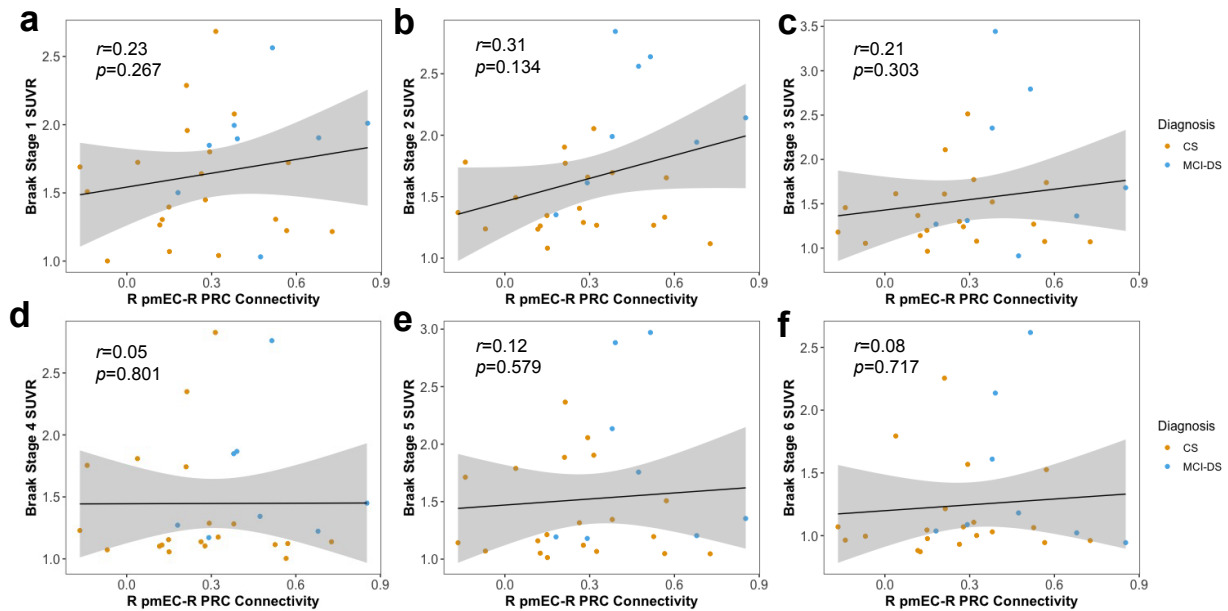 a
r=0.23
p=0.267
Braak Stage 1 SUVR
2.5
2.0
1.5
1.0
0.0 0.3 0.6 0.9
R pmEC-R PRC Connectivity
b
r=0.31
p=0.134
Braak Stage 2 SUVR
2.5
2.0
1.5
1.0
0.0 0.3 0.6 0.9
R pmEC-R PRC Connectivity
c
r=0.21
p=0.303
Braak Stage 3 SUVR
3.5
3.0
2.5
2.0
1.5
1.0
0.0 0.3 0.6 0.9
R pmEC-R PRC Connectivity
Diagnosis
CS
MCI-DS
d
r=0.05
p=0.801
Braak Stage 4 SUVR
2.5
2.0
1.5
1.0
0.0 0.3 0.6 0.9
R pmEC-R PRC Connectivity
e
r=0.12
p=0.579
Braak Stage 5 SUVR
3.0
2.5
2.0
1.5
1.0
0.0 0.3 0.6 0.9
R pmEC-R PRC Connectivity
f
r=0.08
p=0.717
Braak Stage 6 SUVR
2.5
2.0
1.5
1.0
0.0 0.3 0.6 0.9
R pmEC-R PRC Connectivity
Diagnosis
CS
MCI-DS